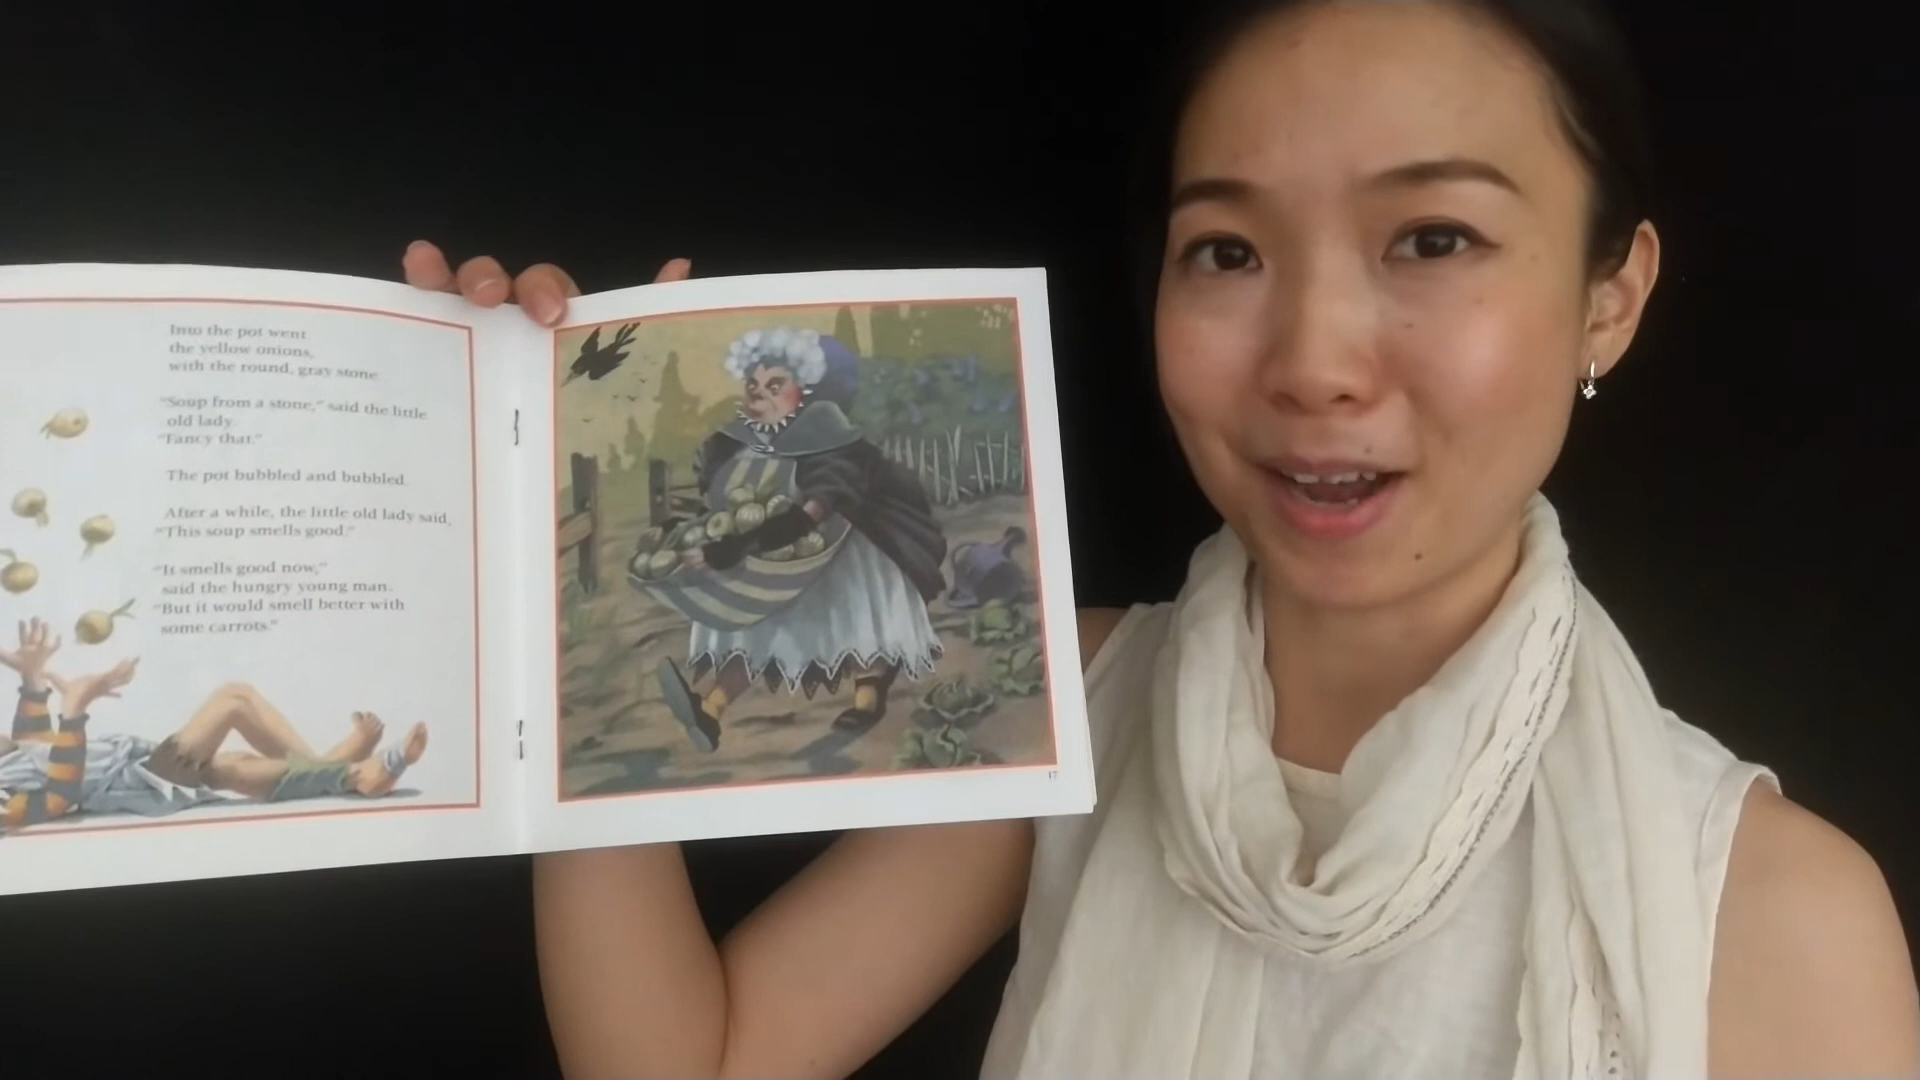 Into the pot went
the yellow onions,
with the round, gray stone.
"Soup from a stone," said the little
old lady.
"Fancy that."
The pot bubbled and bubbled.
After a while, the little old lady said,
"This soup smells good."
"It smells good now,"
said the hungry young man.
"But it would smell better with
some carrots."
17